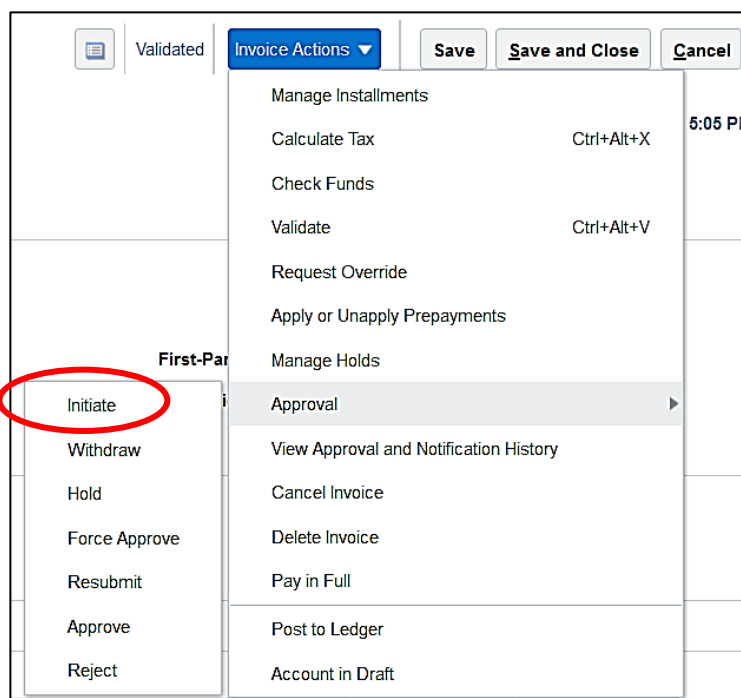 Validated
Invoice Actions
Save
Save and Close
Cancel
Manage Installments
5:05
Calculate Tax Ctrl+Alt+X
Check Funds
Validate Ctrl+Alt+V
Request Override
Apply or Unapply Prepayments
First-Par
Manage Holds
Approval
View Approval and Notification History
Cancel Invoice
Delete Invoice
Pay in Full
Post to Ledger
Account in Draft
Initiate
Withdraw
Hold
Force Approve
Resubmit
Approve
Reject